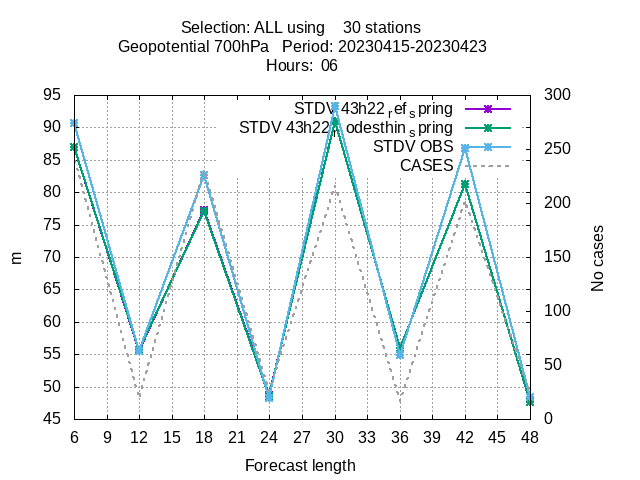 Selection: ALL using    30 stations
Geopotential 700hPa   Period: 20230415-20230423
Hours:  06
STDV 43h22refspring
STDV 43h22nodesthinspring
STDV OBS
CASES
95
90
85
80
75
70
65
60
55
50
45
300
250
200
150
100
50
0
m
No cases
6 9 12 15 18 21 24 27 30 33 36 39 42 45 48
Forecast length